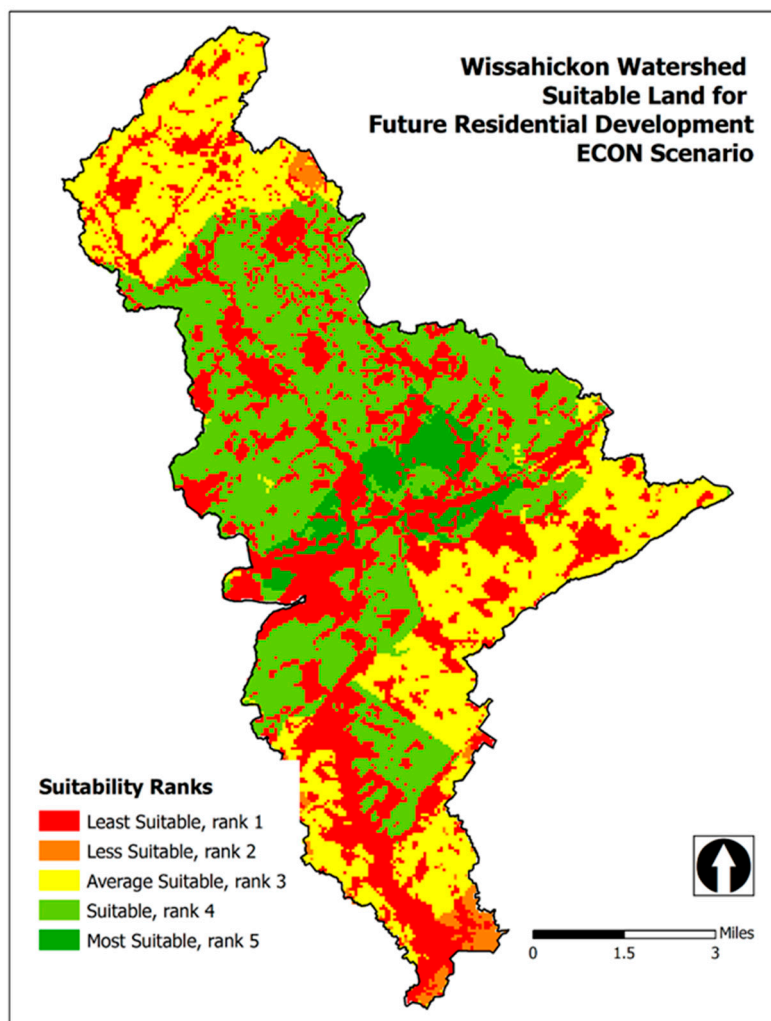 Wissahickon Watershed
Suitable Land for
Future Residential Development
ECON Scenario
Suitability Ranks
Least Suitable, rank 1
Less Suitable, rank 2
Average Suitable, rank 3
Suitable, rank 4
Most Suitable, rank 5
Miles
0 1.5 3